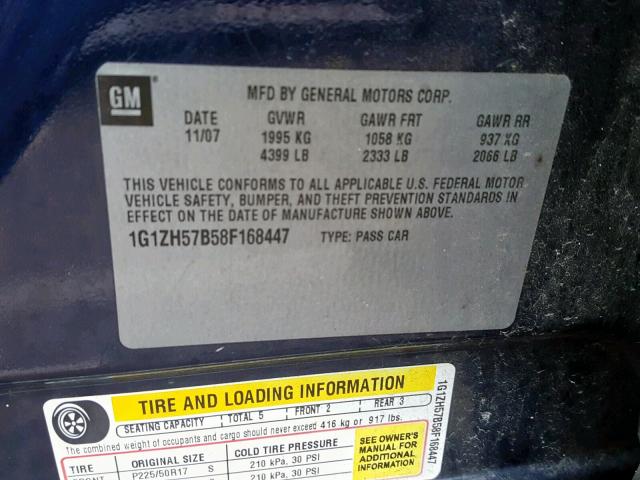 GM
MFD BY GENERAL MOTORS CORP.
DATE GVWR GAWR FRT GAWR RR
11/07 1995 KG 1058 KG 937 KG
4399 LB 2333 LB 2066 LB
THIS VEHICLE CONFORMS TO ALL APPLICABLE U.S. FEDERAL MOTOR
VEHICLE SAFETY, BUMPER, AND THEFT PREVENTION STANDARDS IN
EFFECT ON THE DATE OF MANUFACTURE SHOWN ABOVE.
1G1ZH57B58F168447 TYPE: PASS CAR
TIRE AND LOADING INFORMATION
SEATING CAPACITY TOTAL 5 FRONT 2 REAR 3
The combined weight of occupants and cargo should never exceed 416 kg or 917 lbs.
TIRE ORIGINAL SIZE COLD TIRE PRESSURE
FRONT P225/50R17 S 210 kPa, 30 PSI
210 kPa, 30 PSI
SEE OWNER'S
MANUAL FOR
ADDITIONAL
INFORMATION
1G1ZH57B58F168447